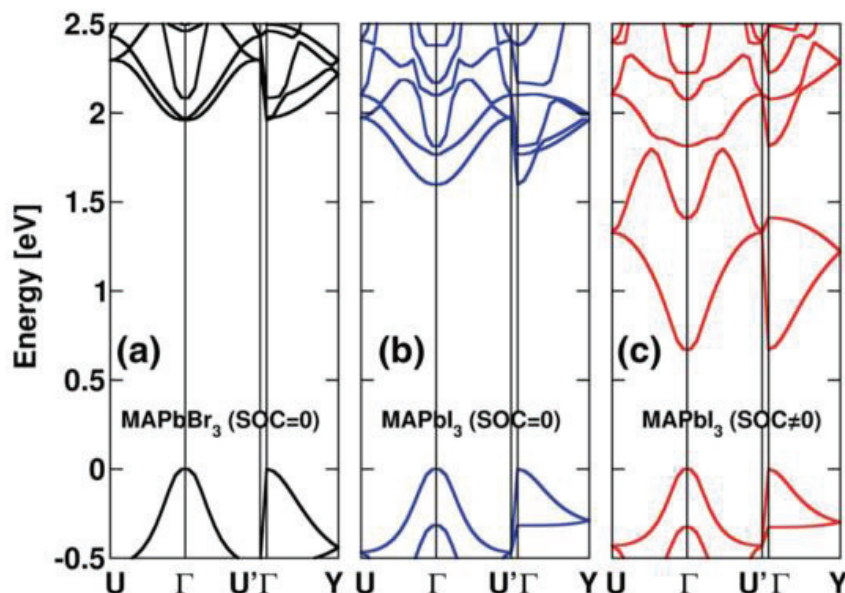 2.5
2
1.5
1
0.5
0
-0.5
Energy [eV]
(a)
MAPbBr₃ (SOC=0)
U Γ U' Γ
(b)
MAPbI₃ (SOC=0)
U Γ U' Γ
(c)
MAPbI₃ (SOC≠0)
U Γ U' Γ Y